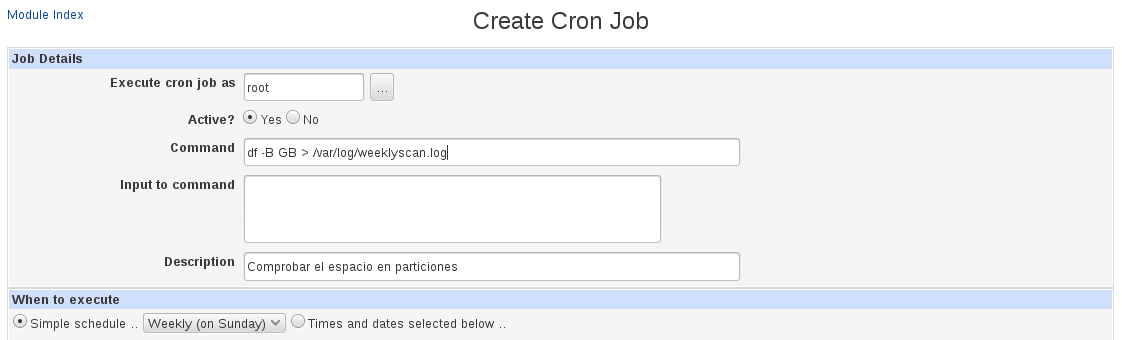 Module Index
Create Cron Job
Job Details
Execute cron job as root ...
Active? Yes No
Command df -B GB > /var/log/weeklyscan.log
Input to command
Description Comprobar el espacio en particiones
When to execute
Simple schedule .. Weekly (on Sunday) Times and dates selected below ..